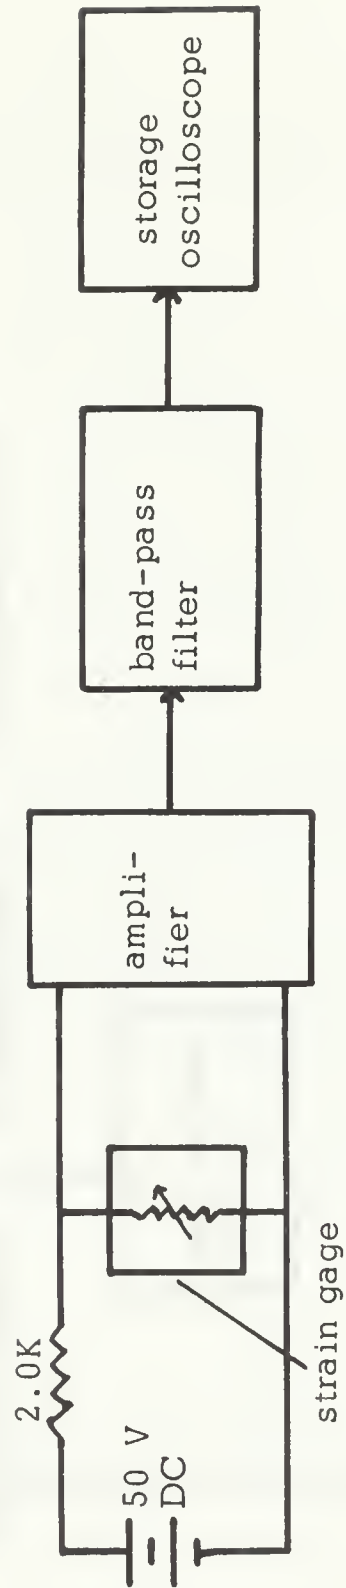 2.0K
50 V
DC
strain gage
ampli-
fier
band-pass
filter
storage
oscilloscope